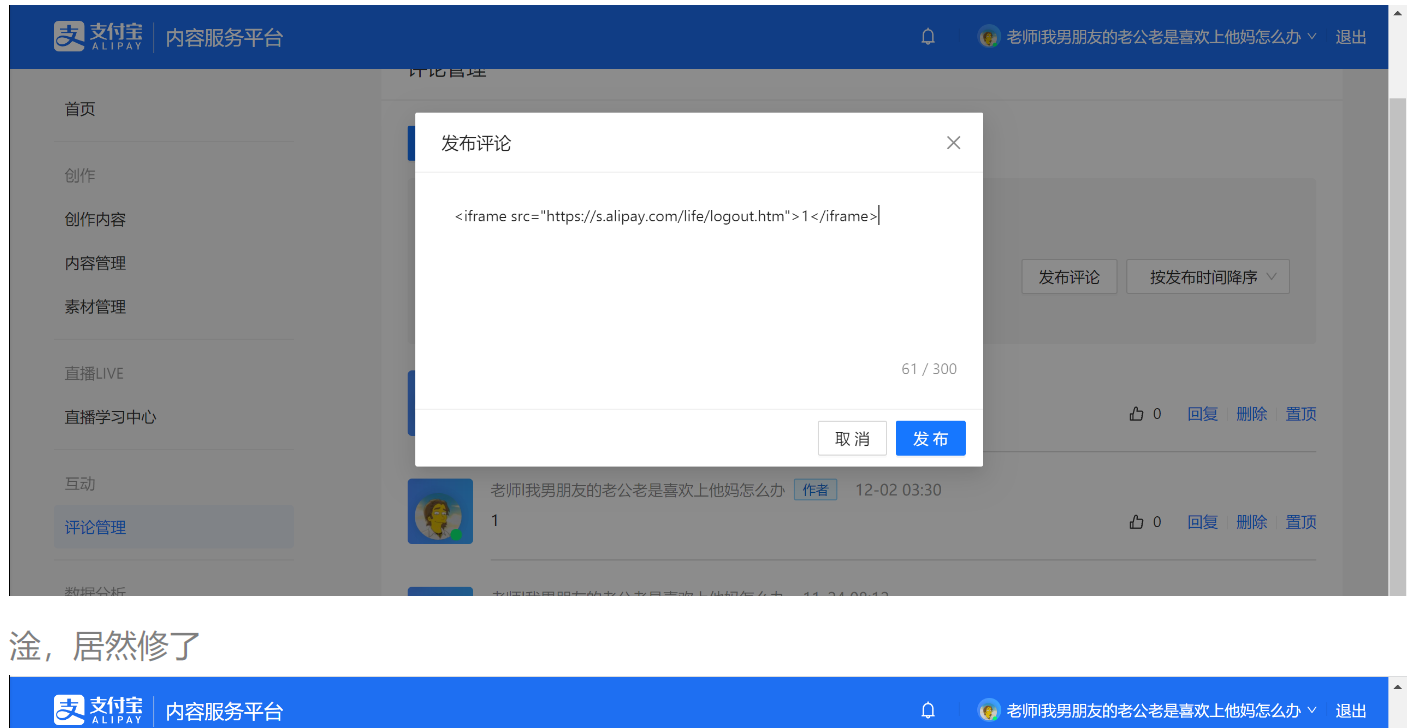 支付宝 ALIPAY 内容服务平台 老师I我男朋友的老公老是喜欢上他妈怎么办 退出
评论管理
首页
发布评论
创作
创作内容
<iframe src="https://s.alipay.com/life/logout.htm">1</iframe>
内容管理
发布评论 按发布时间降序
素材管理
直播LIVE
61 / 300
直播学习中心
0 回复 删除 置顶
取消 发布
互动
老师I我男朋友的老公老是喜欢上他妈怎么办 作者 12-02 03:30
评论管理
1
0 回复 删除 置顶
数据分析
老师I我男朋友的老公老是喜欢上他妈怎么办 11-24 08:12
淦，居然修了
支付宝 ALIPAY 内容服务平台 老师I我男朋友的老公老是喜欢上他妈怎么办 退出